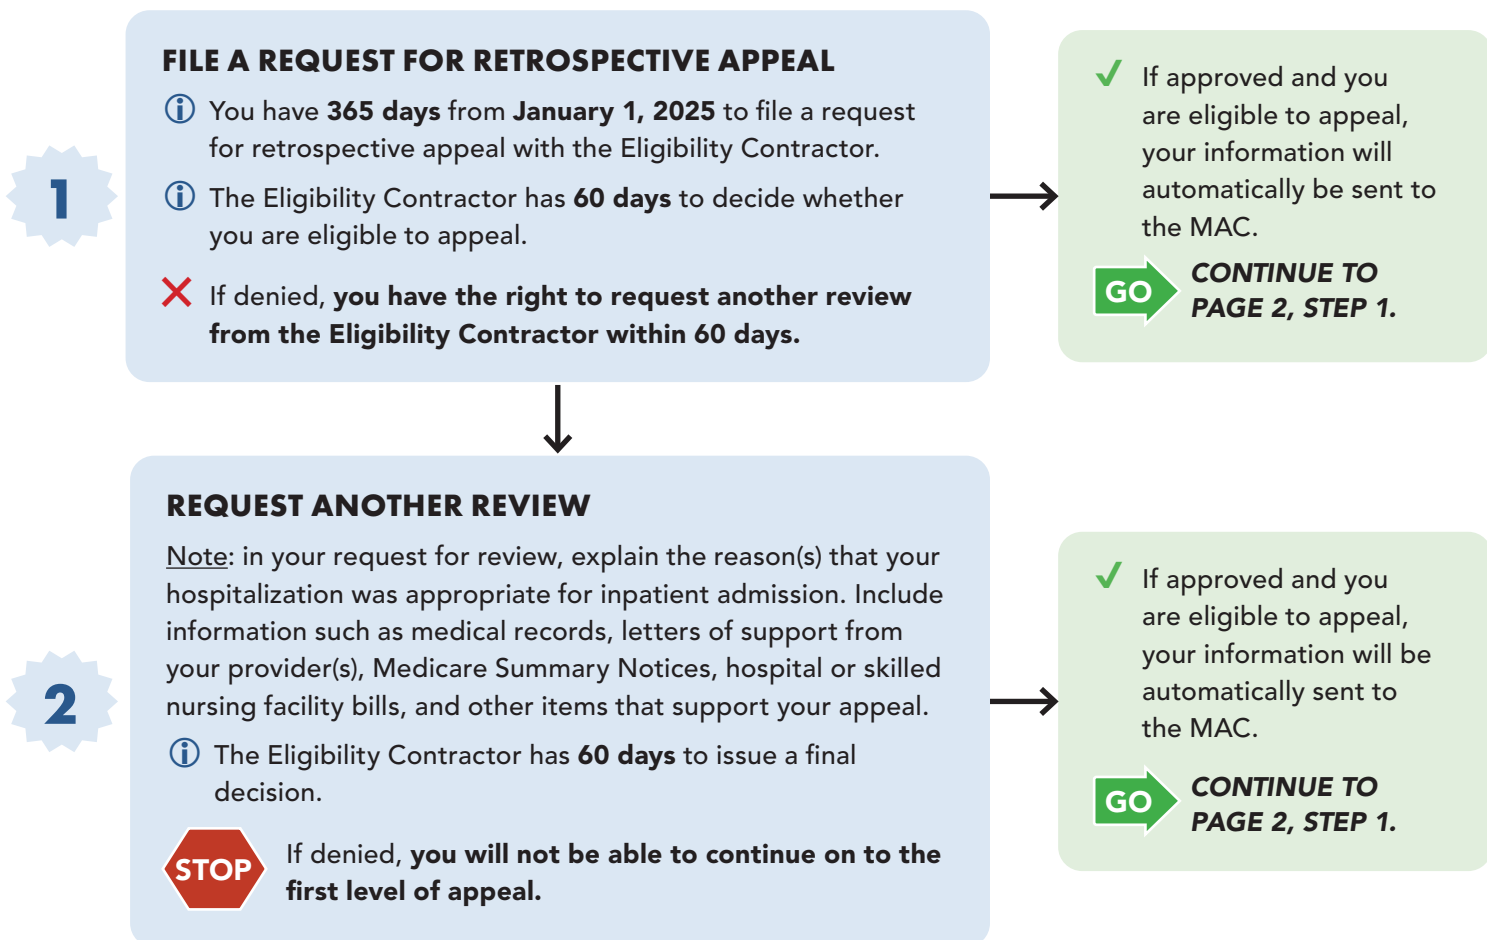 1
FILE A REQUEST FOR RETROSPECTIVE APPEAL
You have 365 days from January 1, 2025 to file a request
for retrospective appeal with the Eligibility Contractor.
The Eligibility Contractor has 60 days to decide whether
you are eligible to appeal.
If denied, you have the right to request another review
from the Eligibility Contractor within 60 days.
If approved and you
are eligible to appeal,
your information will
automatically be sent to
the MAC.
GO
CONTINUE TO
PAGE 2, STEP 1.
2
REQUEST ANOTHER REVIEW
Note: in your request for review, explain the reason(s) that your
hospitalization was appropriate for inpatient admission. Include
information such as medical records, letters of support from
your provider(s), Medicare Summary Notices, hospital or skilled
nursing facility bills, and other items that support your appeal.
The Eligibility Contractor has 60 days to issue a final
decision.
STOP
If denied, you will not be able to continue on to the
first level of appeal.
If approved and you
are eligible to appeal,
your information will be
automatically sent to
the MAC.
GO
CONTINUE TO
PAGE 2, STEP 1.